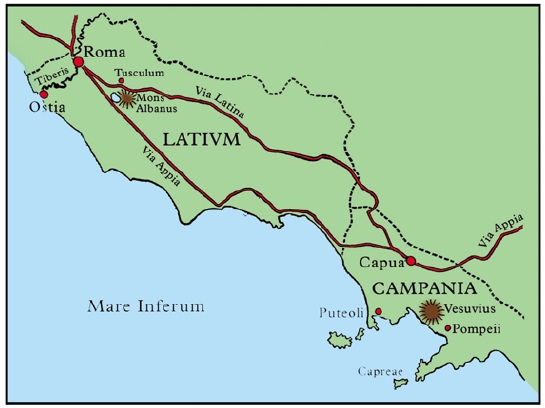 Roma
Tiberis
Tusculum
Ostia
Mons
Albanus
Via Latina
LATIVM
Via Appia
Via Appia
Capua
CAMPANIA
Mare Inferum
Puteoli
Vesuvius
Pompeii
Capreae